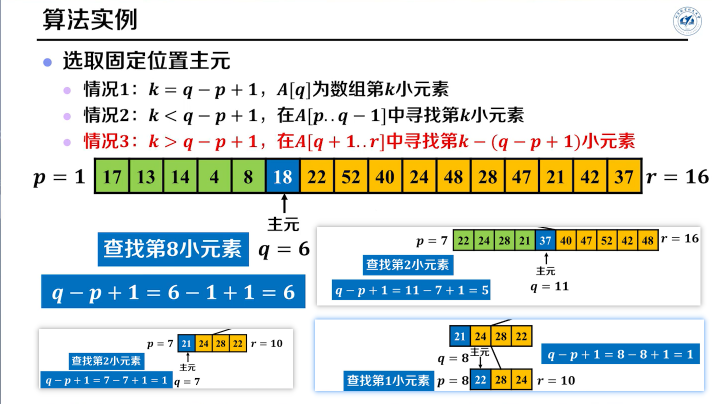 算法实例
选取固定位置主元
情况1：k = q − p + 1，A[q]为数组第k小元素
情况2：k < q − p + 1，在A[p..q − 1]中寻找第k小元素
情况3：k > q − p + 1，在A[q + 1..r]中寻找第k − (q − p + 1)小元素
p = 1 17 13 14 4 8 18 22 52 40 24 48 28 47 21 42 37 r = 16
主元
查找第8小元素 q = 6
q − p + 1 = 6 − 1 + 1 = 6
p = 7 22 24 28 21 37 40 47 52 42 48 r = 16
查找第2小元素 主元
q − p + 1 = 11 − 7 + 1 = 5 q = 11
p = 7 21 24 28 22 r = 10
查找第2小元素 主元
q − p + 1 = 7 − 7 + 1 = 1 q = 7
21 24 28 22
q = 8 主元 q − p + 1 = 8 − 8 + 1 = 1
查找第1小元素 p = 8 22 28 24 r = 10